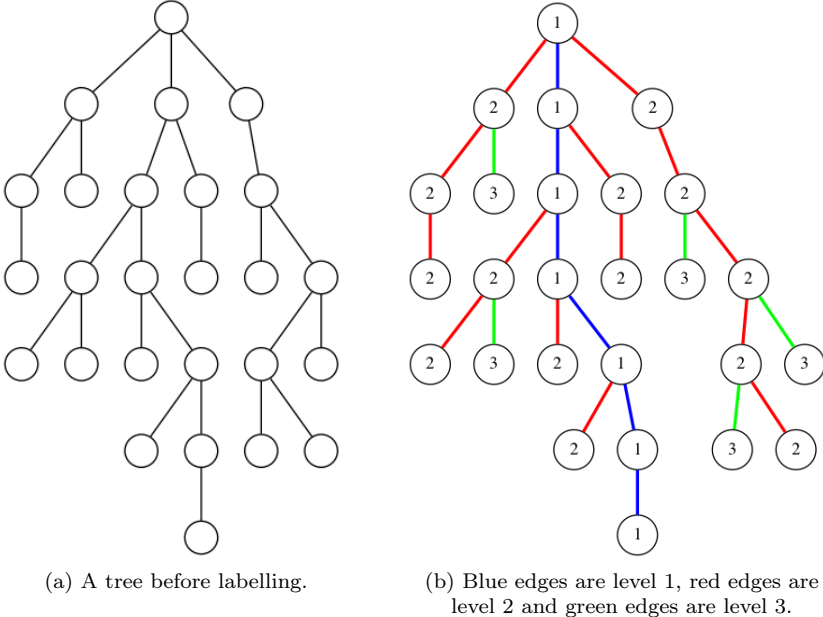 1
2 1 2
2 3 1 2 2
2 2 1 2 3 2
2 3 2 1 2 3
2 1 3 2
1
(a) A tree before labelling.
(b) Blue edges are level 1, red edges are
level 2 and green edges are level 3.